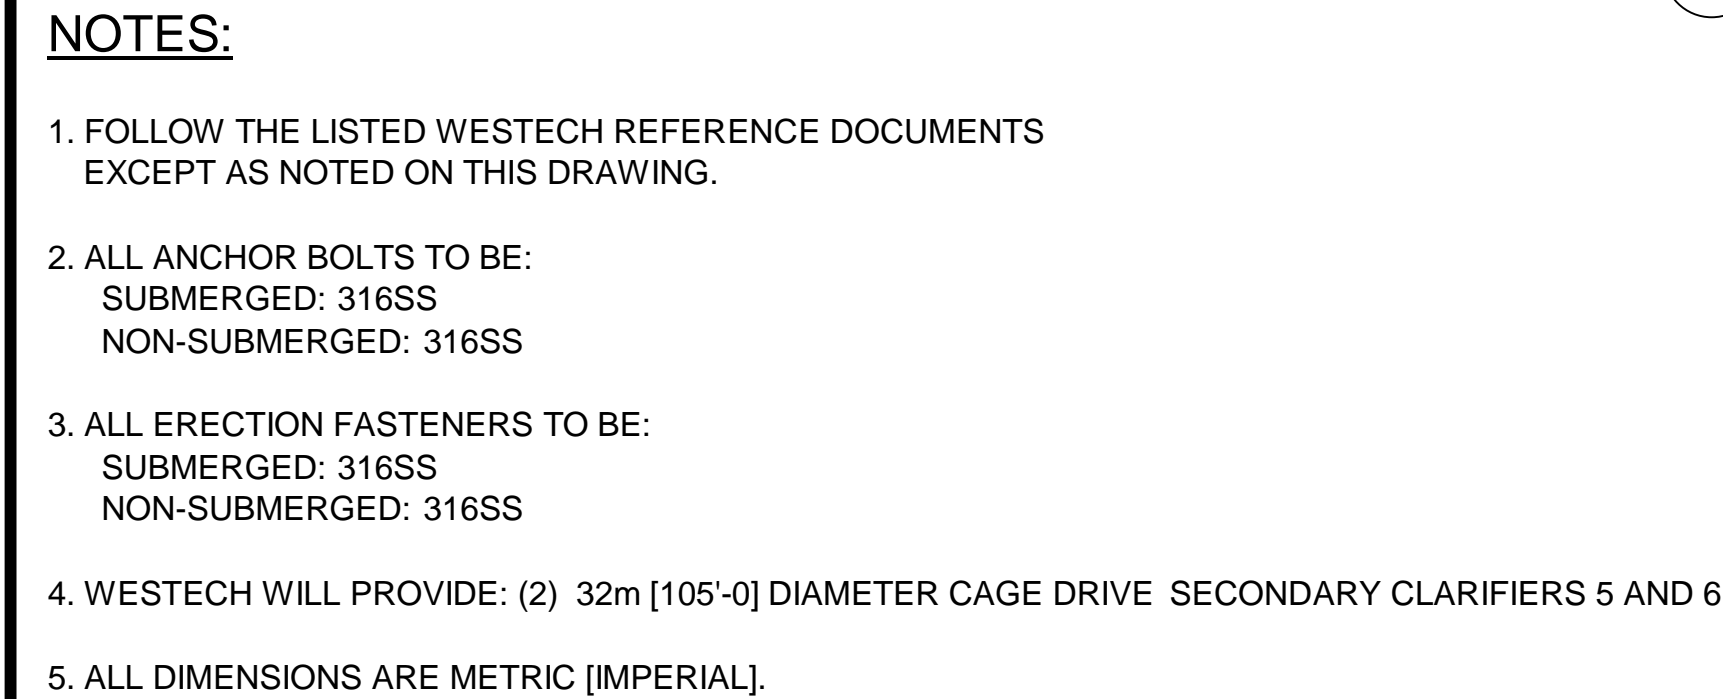 NOTES:
1. FOLLOW THE LISTED WESTECH REFERENCE DOCUMENTS
EXCEPT AS NOTED ON THIS DRAWING.
2. ALL ANCHOR BOLTS TO BE:
SUBMERGED: 316SS
NON-SUBMERGED: 316SS
3. ALL ERECTION FASTENERS TO BE:
SUBMERGED: 316SS
NON-SUBMERGED: 316SS
4. WESTECH WILL PROVIDE: (2) 32m [105'-0] DIAMETER CAGE DRIVE SECONDARY CLARIFIERS 5 AND 6
5. ALL DIMENSIONS ARE METRIC [IMPERIAL].